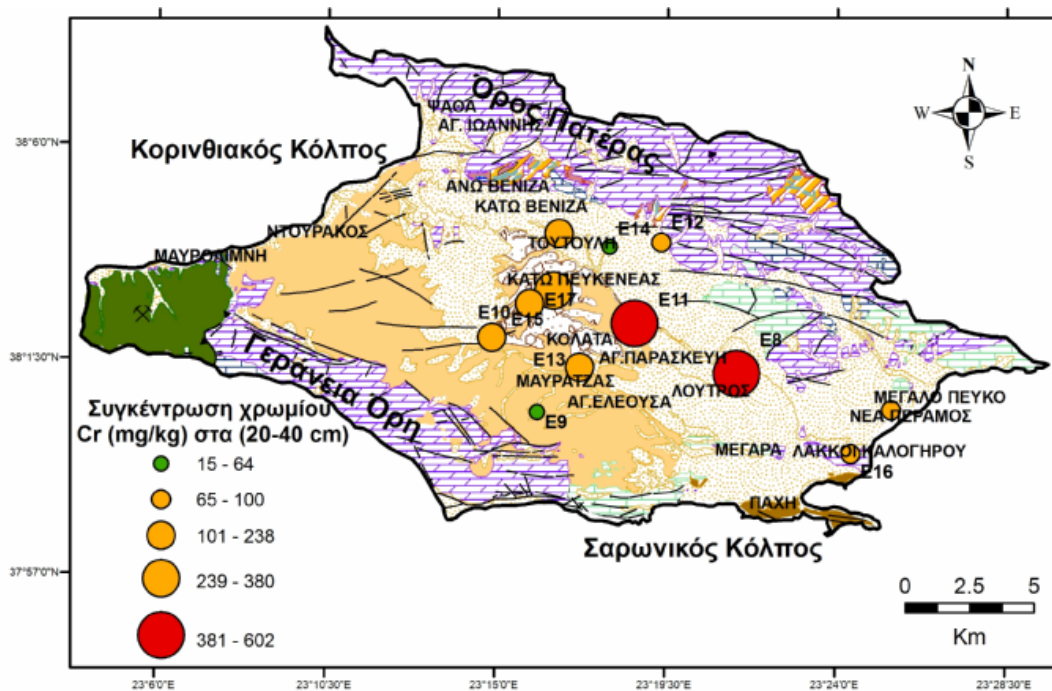 N
W E
S
38°6'0"N
38°1'30"N
37°57'0"N
Όρος Πατέρας
ΨΑΘΑ
ΑΓ. ΙΩΑΝΝΗΣ
Κορινθιακός Κόλπος
ΑΝΩ ΒΕΝΙΖΑ
ΚΑΤΩ ΒΕΝΙΖΑ
E14
E12
ΝΤΟΥΡΑΚΟΣ
ΤΟΥΤΟΥΛΗ
ΜΑΥΡΟΛΙΜΝΗ
ΚΑΤΩ ΠΕΥΚΕΝΕΑΣ
E17
E11
E10
E15
ΚΟΛΑΤΑ
E8
Γεράνεια Όρη
E13
ΑΓ.ΠΑΡΑΣΚΕΥΗ
ΜΑΥΡΑΤΖΑΣ
ΛΟΥΤΡΟΣ
ΑΓ.ΕΛΕΟΥΣΑ
ΜΕΓΑΛΟ ΠΕΥΚΟ
E9
ΝΕΑ ΠΕΡΑΜΟΣ
ΜΕΓΑΡΑ
ΛΑΚΚΟΙ ΚΑΛΟΓΗΡΟΥ
E16
ΠΑΧΗ
Σαρωνικός Κόλπος
Συγκέντρωση χρωμίου
Cr (mg/kg) στα (20-40 cm)
15 - 64
65 - 100
101 - 238
239 - 380
381 - 602
0 2.5 5
Km
23°6'0"E 23°10'30"E 23°15'0"E 23°19'30"E 23°24'0"E 23°28'30"E